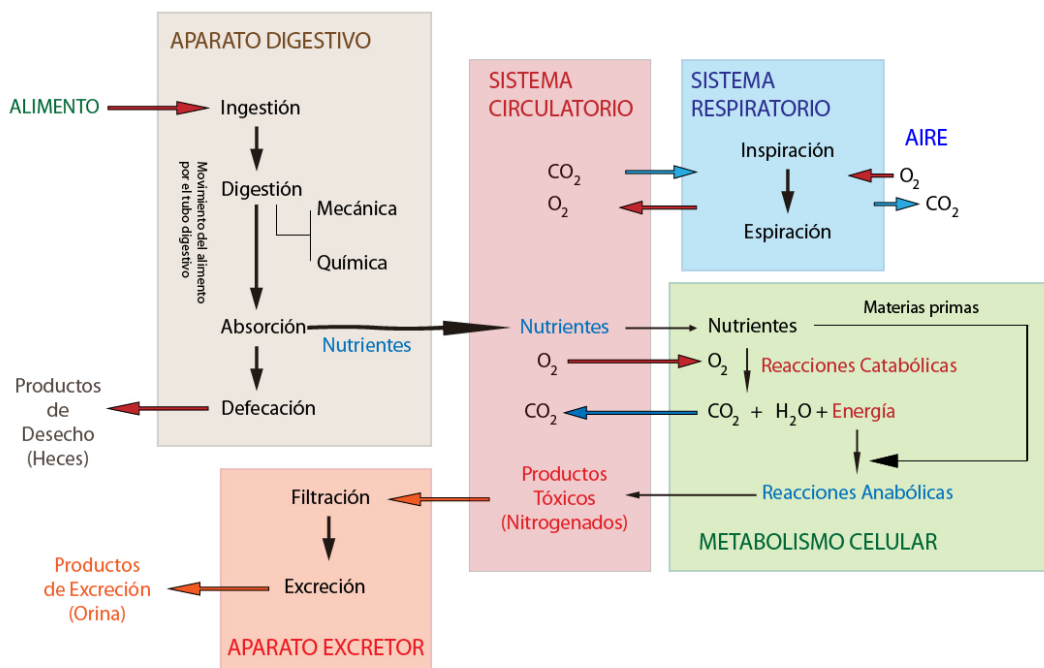 APARATO DIGESTIVO
ALIMENTO
Ingestión
Movimiento del alimento
por el tubo digestivo
Digestión
Mecánica
Química
Absorción
Nutrientes
Defecación
Productos
de
Desecho
(Heces)
SISTEMA
CIRCULATORIO
CO₂
O₂
Nutrientes
O₂
CO₂
Productos
Tóxicos
(Nitrogenados)
SISTEMA
RESPIRATORIO
Inspiración
Espiración
AIRE
O₂
CO₂
Materias primas
Nutrientes
O₂
Reacciones Catabólicas
CO₂ + H₂O + Energía
Reacciones Anabólicas
METABOLISMO CELULAR
Filtración
Excreción
Productos
de Excreción
(Orina)
APARATO EXCRETOR